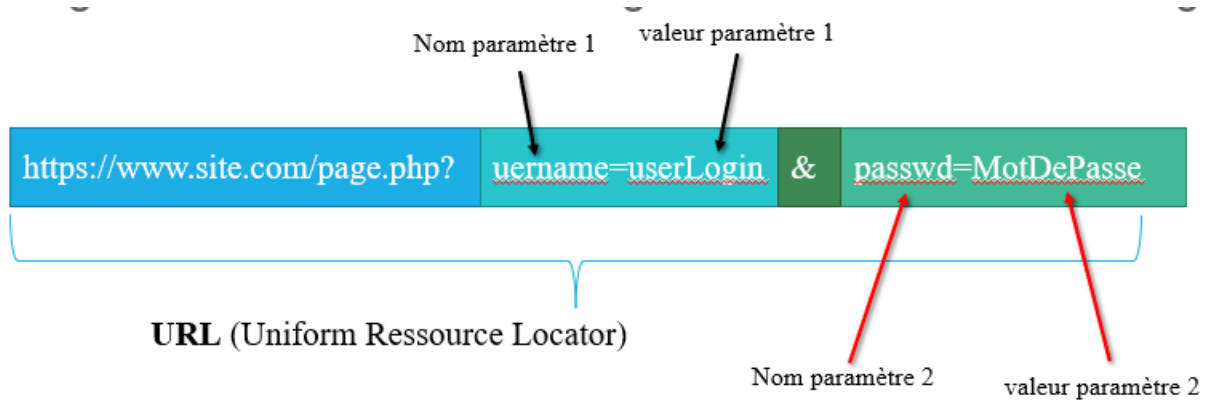 Nom paramètre 1
valeur paramètre 1
https://www.site.com/page.php? uername=userLogin & passwd=MotDePasse
URL (Uniform Ressource Locator)
Nom paramètre 2
valeur paramètre 2